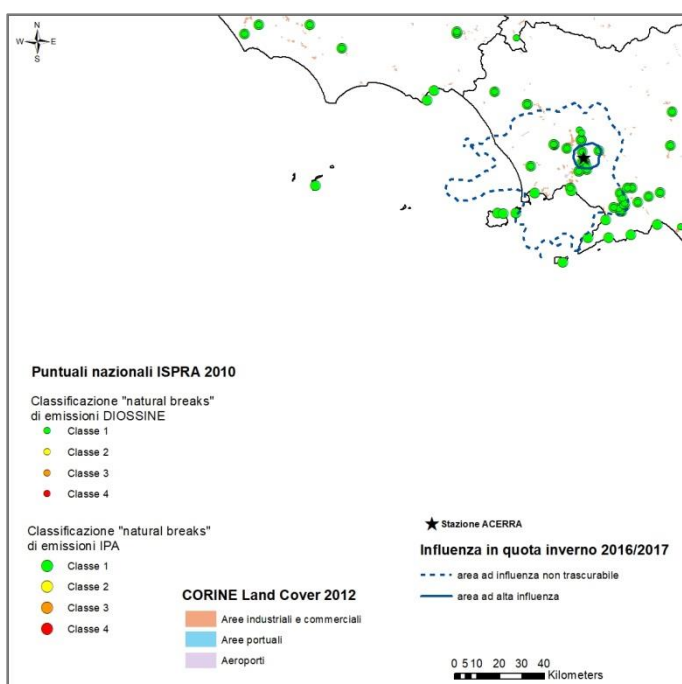 N
W E
S
Puntuali nazionali ISPRA 2010
Classificazione "natural breaks"
di emissioni DIOSSINE
Classe 1
Classe 2
Classe 3
Classe 4
Classificazione "natural breaks"
di emissioni IPA
Classe 1
Classe 2
Classe 3
Classe 4
CORINE Land Cover 2012
Aree industriali e commerciali
Aree portuali
Aeroporti
Stazione ACERRA
Influenza in quota inverno 2016/2017
area ad influenza non trascurabile
area ad alta influenza
0 5 10 20 30 40
Kilometers